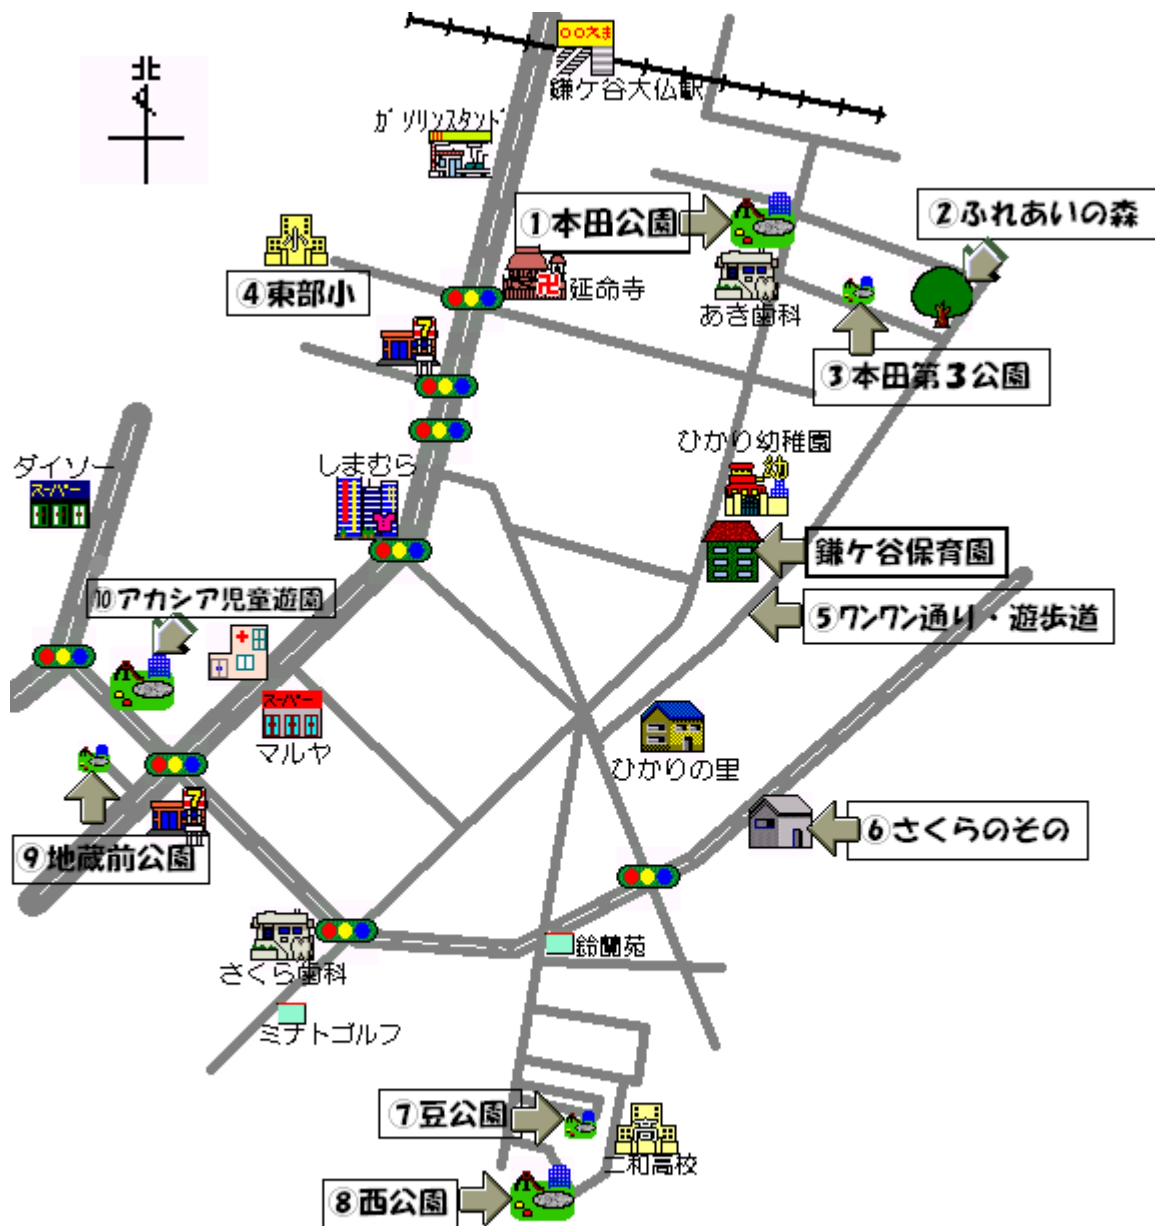 北
〇〇えき
鎌ケ谷大仏駅
ガソリンスタンド
①本田公園
②ふれあいの森
小
④東部小
卍
延命寺
あき歯科
③本田第3公園
7
ひかり幼稚園
幼
しまむら
ダイソー
スーパー
鎌ケ谷保育園
⑩アカシア児童遊園
⑤ワンワン通り・遊歩道
スーパー
マルヤ
ひかりの里
7
⑥さくらのその
⑨地蔵前公園
さくら歯科
鈴蘭苑
ミナトゴルフ
⑦豆公園
高
二和高校
⑧西公園